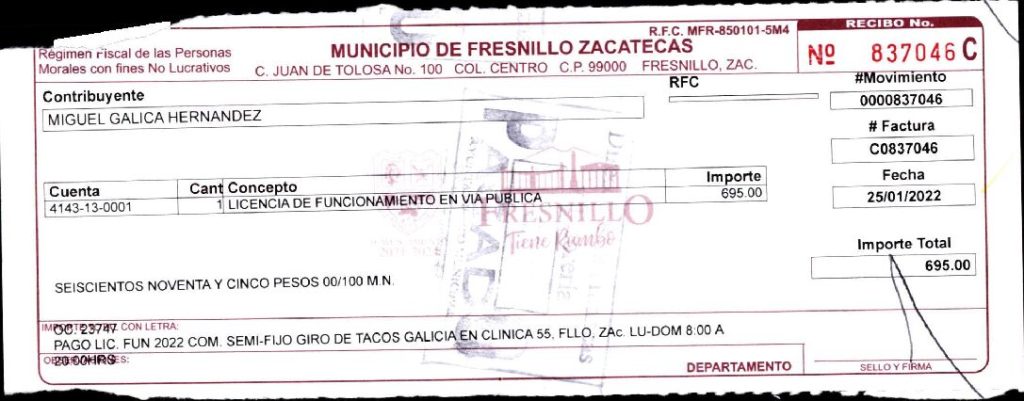 Régimen Fiscal de las Personas
Morales con fines No Lucrativos
R.F.C. MFR-850101-5M4
MUNICIPIO DE FRESNILLO ZACATECAS
C. JUAN DE TOLOSA No. 100 COL. CENTRO C.P. 99000 FRESNILLO, ZAC.
RECIBO No.
Nº 837046 C
Contribuyente
MIGUEL GALICA HERNANDEZ
RFC
#Movimiento
0000837046
# Factura
C0837046
Fecha
25/01/2022
Cuenta Cant Concepto Importe
4143-13-0001 1 LICENCIA DE FUNCIONAMIENTO EN VIA PUBLICA 695.00
FRESNILLO
Tiene Rumbo
PAGADO
Importe Total
695.00
SEISCIENTOS NOVENTA Y CINCO PESOS 00/100 M.N.
CON LETRA:
OC. 23747
PAGO LIC. FUN 2022 COM. SEMI-FIJO GIRO DE TACOS GALICIA EN CLINICA 55, FLLO, ZAc. LU-DOM 8:00 A
20:00HRS
DEPARTAMENTO
SELLO Y FIRMA